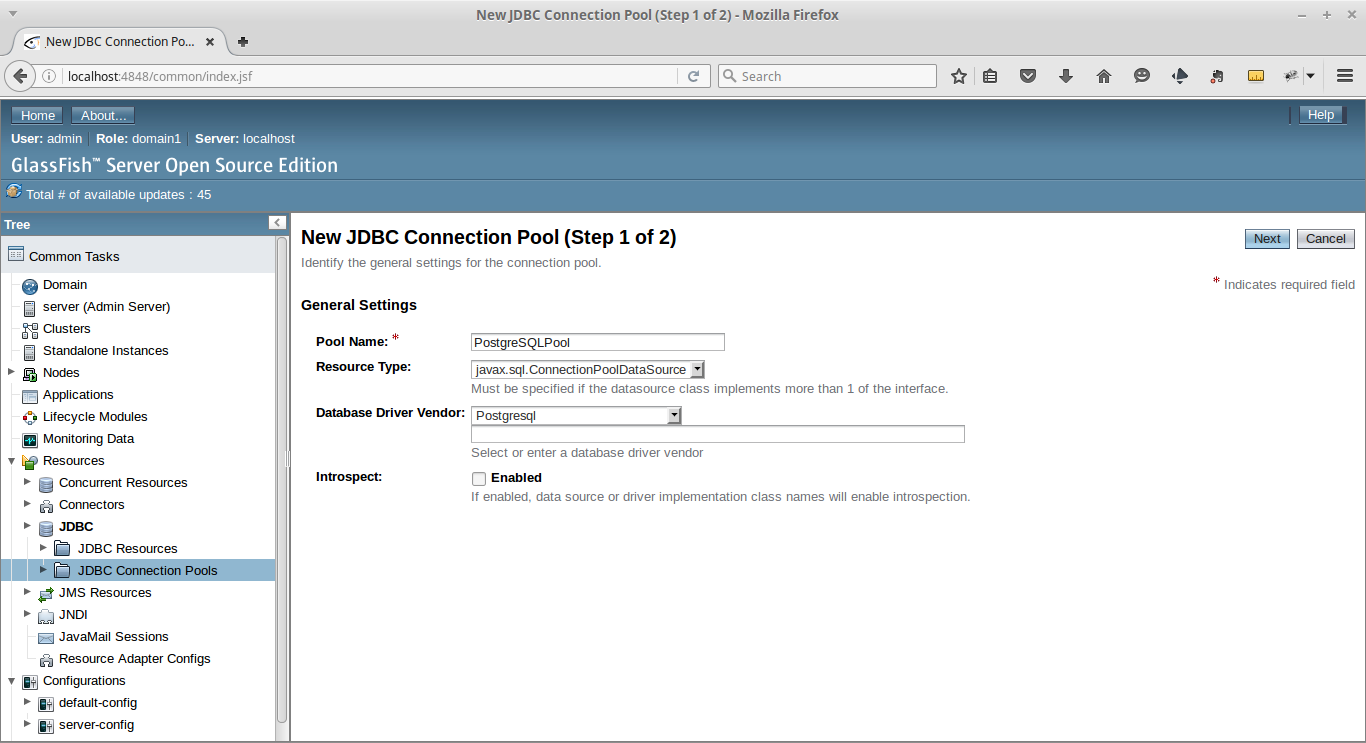 New JDBC Connection Pool (Step 1 of 2) - Mozilla Firefox
New JDBC Connection Po...
localhost:4848/common/index.jsf
Search
Home About... Help
User: admin Role: domain1 Server: localhost
GlassFish™ Server Open Source Edition
Total # of available updates : 45
Tree
Common Tasks
Domain
server (Admin Server)
Clusters
Standalone Instances
Nodes
Applications
Lifecycle Modules
Monitoring Data
Resources
Concurrent Resources
Connectors
JDBC
JDBC Resources
JDBC Connection Pools
JMS Resources
JNDI
JavaMail Sessions
Resource Adapter Configs
Configurations
default-config
server-config
New JDBC Connection Pool (Step 1 of 2)
Next Cancel
Identify the general settings for the connection pool.
* Indicates required field
General Settings
Pool Name: * PostgreSQLPool
Resource Type: javax.sql.ConnectionPoolDataSource
Must be specified if the datasource class implements more than 1 of the interface.
Database Driver Vendor: Postgresql
Select or enter a database driver vendor
Introspect: Enabled
If enabled, data source or driver implementation class names will enable introspection.